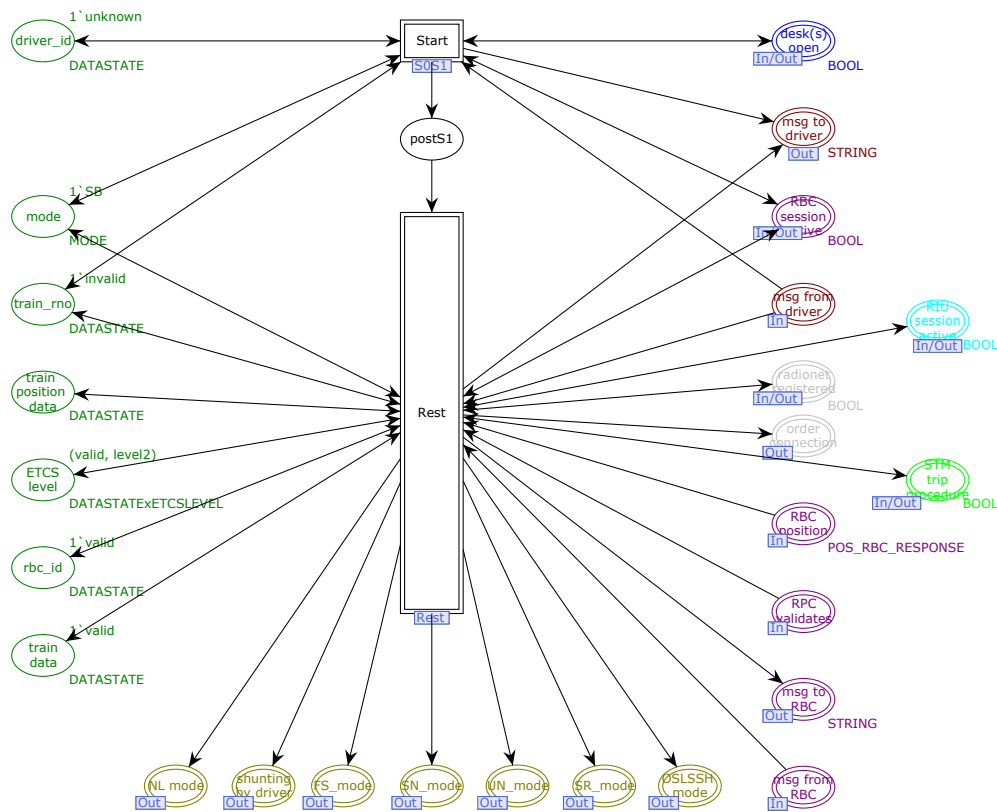 1`unknown
driver_id
DATASTATE
Start
S0S1
desk(s)
open
In/Out
BOOL
postS1
msg to
driver
Out
STRING
1`SB
mode
MODE
RBC
session
active
In/Out
BOOL
1`invalid
train_rno
DATASTATE
msg from
driver
In
RIU
session
active
In/Out
BOOL
train
position
data
DATASTATE
Rest
radionet
registered
In/Out
BOOL
order
connection
Out
(valid, level2)
ETCS
level
DATASTATExETCSLEVEL
STM
trip
procedure
In/Out
BOOL
RBC
position
In
POS_RBC_RESPONSE
1`valid
rbc_id
DATASTATE
RPC
validates
In
Rest
1`valid
train
data
DATASTATE
msg to
RBC
Out
STRING
NL mode
Out
shunting
by driver
Out
FS_mode
Out
SN_mode
Out
UN_mode
Out
SR_mode
Out
OSLSSH
mode
Out
msg from
RBC
In